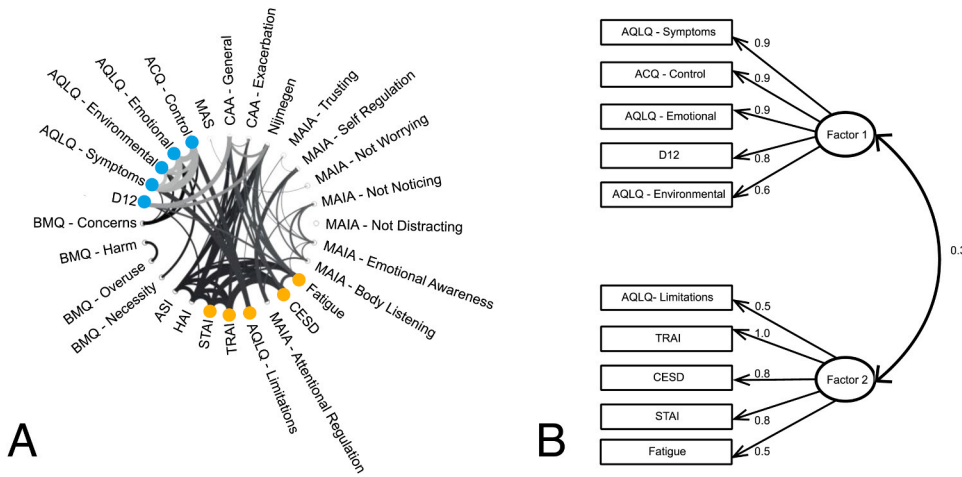 MAS
CAA - General
CAA - Exacerbation
Nijmegen
MAIA - Trusting
MAIA - Self Regulation
MAIA - Not Worrying
MAIA - Not Noticing
MAIA - Not Distracting
MAIA - Emotional Awareness
MAIA - Body Listening
Fatigue
CESD
MAIA - Attentional Regulation
AQLQ - Limitations
TRAI
STAI
HAI
ASI
BMQ - Necessity
BMQ - Overuse
BMQ - Harm
BMQ - Concerns
D12
AQLQ - Symptoms
AQLQ - Environmental
AQLQ - Emotional
ACQ - Control
A
AQLQ - Symptoms
0.9
ACQ - Control
0.9
AQLQ - Emotional
0.9
Factor 1
D12
0.8
AQLQ - Environmental
0.6
0.3
AQLQ- Limitations
0.5
TRAI
1.0
CESD
0.8
Factor 2
STAI
0.8
Fatigue
0.5
B